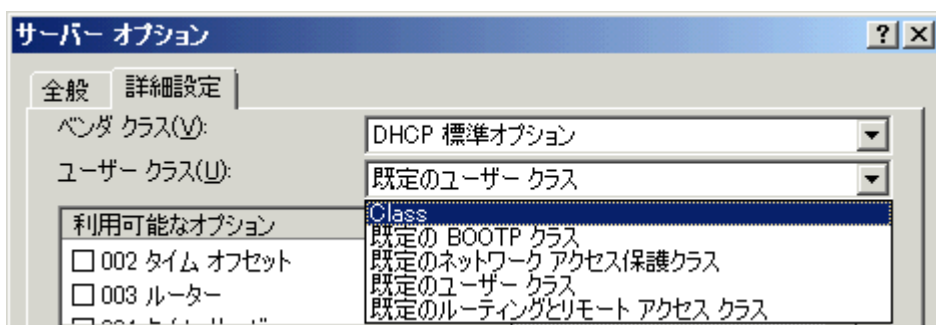 サーバー オプション
全般 詳細設定
ベンダ クラス(V): DHCP 標準オプション
ユーザー クラス(U): 既定のユーザー クラス
利用可能なオプション
Class
既定の BOOTP クラス
002 タイム オフセット
既定のネットワーク アクセス保護クラス
既定のユーザー クラス
003 ルーター
既定のルーティングとリモート アクセス クラス